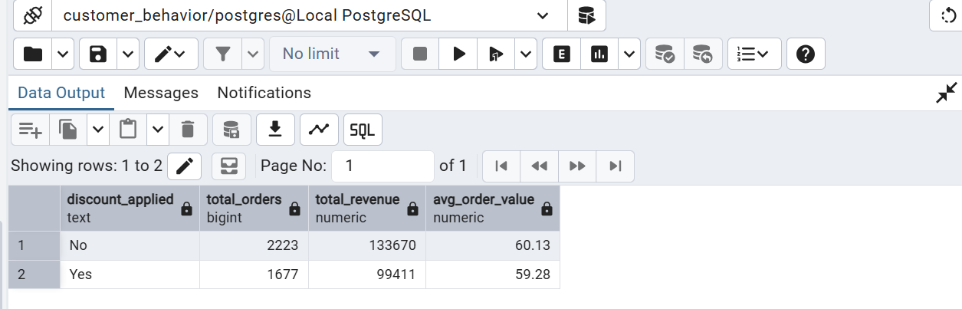 customer_behavior/postgres@Local PostgreSQL
No limit
E
Data Output Messages Notifications
SQL
Showing rows: 1 to 2 Page No: 1 of 1
discount_applied total_orders total_revenue avg_order_value
text bigint numeric numeric
1 No 2223 133670 60.13
2 Yes 1677 99411 59.28